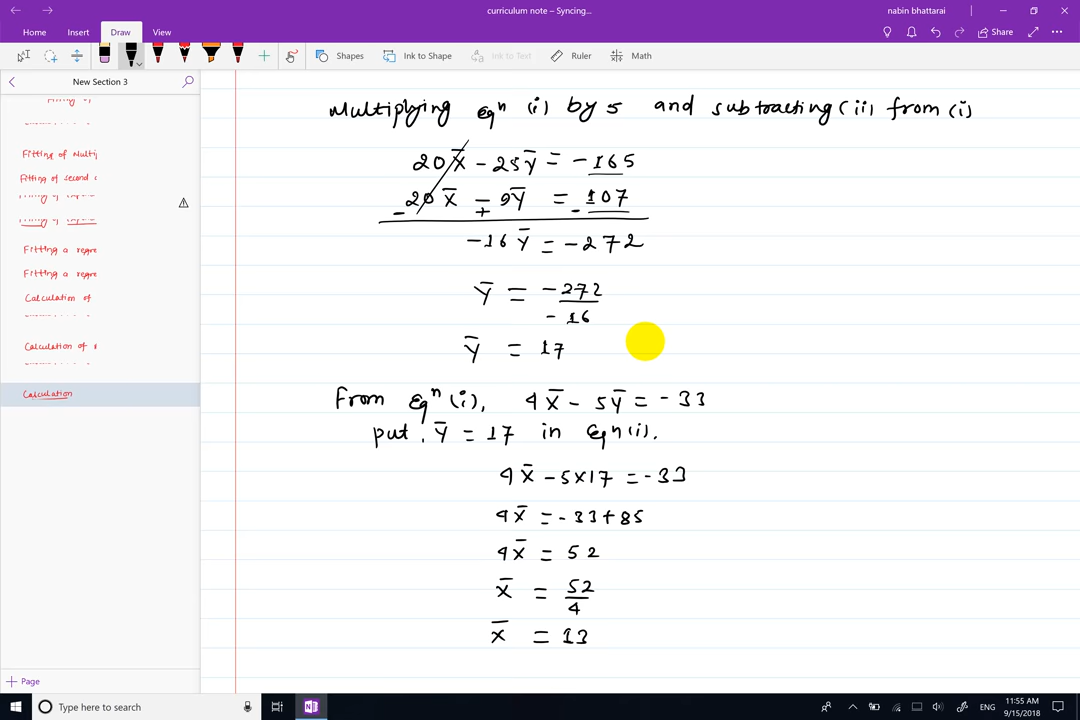 curriculum note – Syncing...
nabin bhattarai
Home Insert Draw View
Share
Shapes Ink to Shape Ink to Text Ruler Math
New Section 3
Fitting of Multip
Fitting of second
Fitting a regre
Fitting a regre
Calculation of
Calculation of
Calculation
Multiplying eqⁿ (i) by 5 and subtracting (ii) from (i)
20X̄ - 25Ȳ = -165
- 20X̄ - 9Ȳ = 107
+ -
-16Ȳ = -272
Ȳ = -272
-16
Ȳ = 17
From Eqⁿ(i), 4X̄ - 5Ȳ = -33
put, Ȳ = 17 in Eqⁿ(i).
4X̄ - 5×17 = -33
4X̄ = -33+85
4X̄ = 52
X̄ = 52
4
X̄ = 13
+ Page
Type here to search
ENG
11:55 AM
9/15/2018